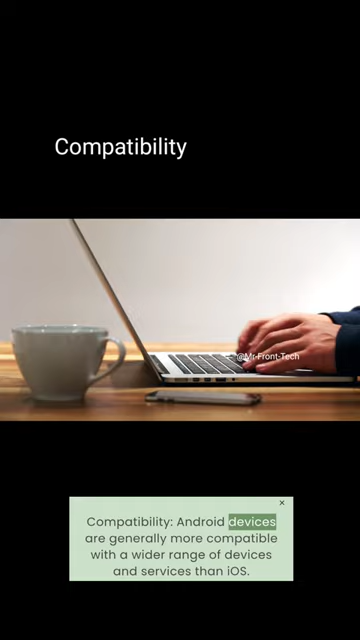 Compatibility
@Mr-Front-Tech
×
Compatibility: Android devices
are generally more compatible
with a wider range of devices
and services than iOS.